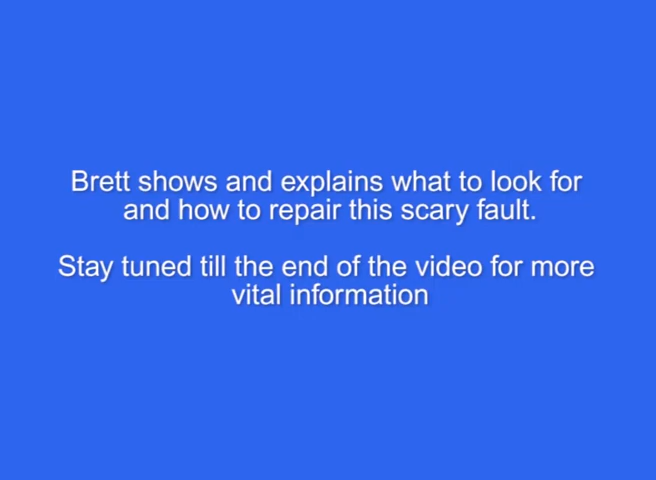 Brett shows and explains what to look for
and how to repair this scary fault.
Stay tuned till the end of the video for more
vital information